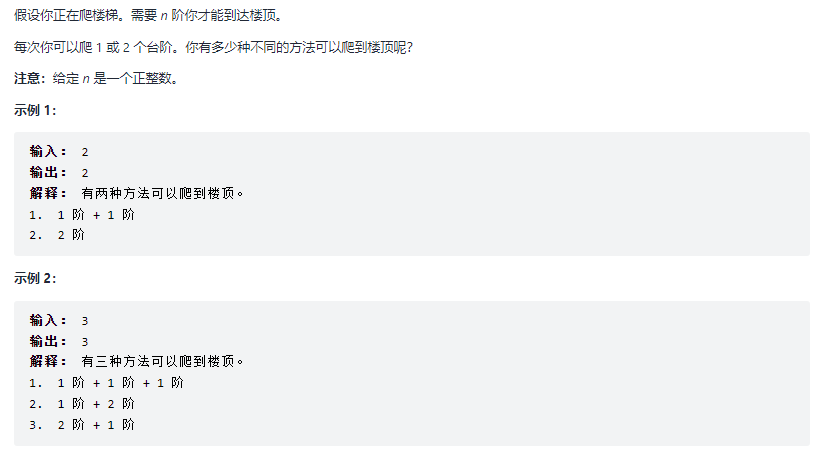 假设你正在爬楼梯。需要 n 阶你才能到达楼顶。
每次你可以爬 1 或 2 个台阶。你有多少种不同的方法可以爬到楼顶呢？
注意：给定 n 是一个正整数。
示例 1：
输入： 2
输出： 2
解释： 有两种方法可以爬到楼顶。
1. 1 阶 + 1 阶
2. 2 阶
示例 2：
输入： 3
输出： 3
解释： 有三种方法可以爬到楼顶。
1. 1 阶 + 1 阶 + 1 阶
2. 1 阶 + 2 阶
3. 2 阶 + 1 阶